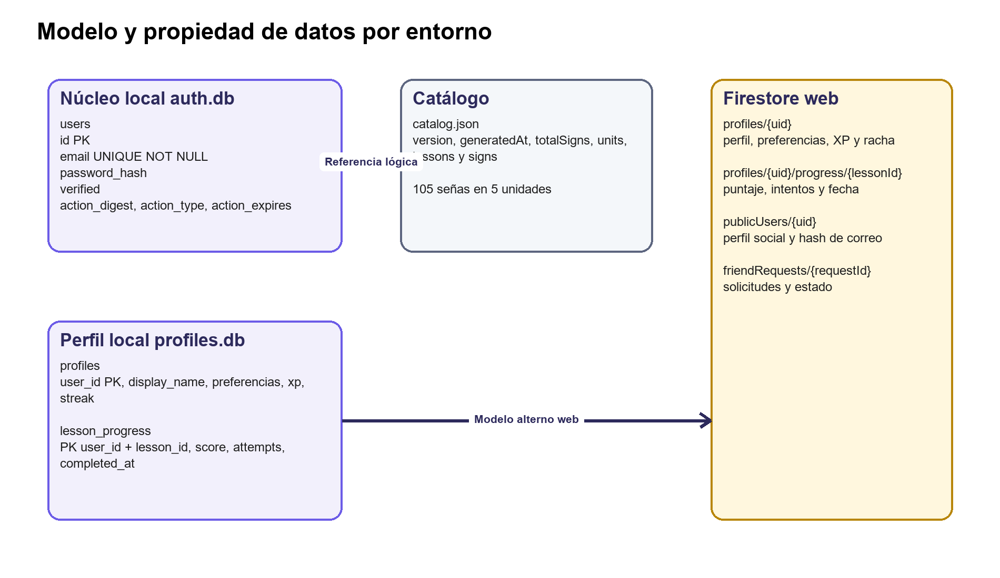 Modelo y propiedad de datos por entorno
Núcleo local auth.db
users
id PK
email UNIQUE NOT NULL
password_hash
verified
action_digest, action_type, action_expires
Referencia lógica
Catálogo
catalog.json
version, generatedAt, totalSigns, units,
y signs
105 señas en 5 unidades
Firestore web
profiles/{uid}
perfil, preferencias, XP y racha
profiles/{uid}/progress/{lessonId}
puntaje, intentos y fecha
publicUsers/{uid}
perfil social y hash de correo
friendRequests/{requestId}
solicitudes y estado
Perfil local profiles.db
profiles
user_id PK, display_name, preferencias, xp,
streak
lesson_progress
PK user_id + lesson_id, score, attempts,
completed_at
Modelo alterno web